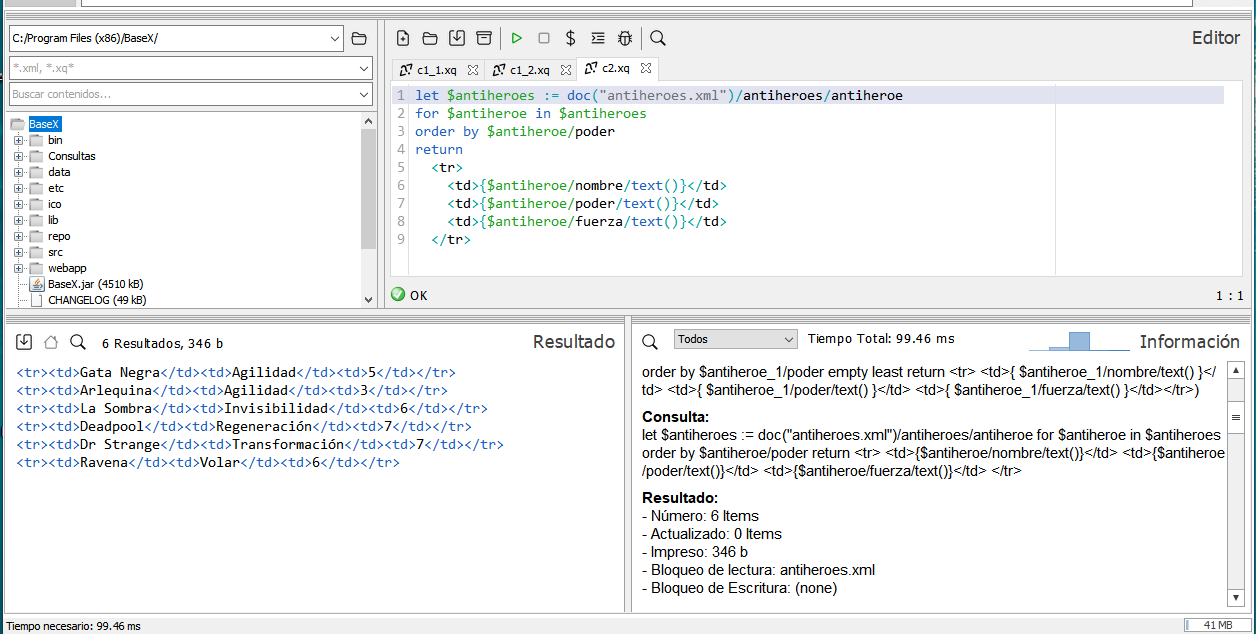 C:/Program Files (x86)/BaseX/
*.xml, *.xq*
Buscar contenidos...
BaseX
bin
Consultas
data
etc
ico
lib
repo
src
webapp
BaseX.jar (4510 kB)
CHANGELOG (49 kB)
$
Editor
c1_1.xq
c1_2.xq
c2.xq
1 let $antiheroes := doc("antiheroes.xml")/antiheroes/antiheroe
2 for $antiheroe in $antiheroes
3 order by $antiheroe/poder
4 return
5 <tr>
6 <td>{$antiheroe/nombre/text()}</td>
7 <td>{$antiheroe/poder/text()}</td>
8 <td>{$antiheroe/fuerza/text()}</td>
9 </tr>
OK
1 : 1
6 Resultados, 346 b
Resultado
<tr><td>Gata Negra</td><td>Agilidad</td><td>5</td></tr>
<tr><td>Arlequina</td><td>Agilidad</td><td>3</td></tr>
<tr><td>La Sombra</td><td>Invisibilidad</td><td>6</td></tr>
<tr><td>Deadpool</td><td>Regeneración</td><td>7</td></tr>
<tr><td>Dr Strange</td><td>Transformación</td><td>7</td></tr>
<tr><td>Ravena</td><td>Volar</td><td>6</td></tr>
Todos
Tiempo Total: 99.46 ms
Información
order by $antiheroe_1/poder empty least return <tr> <td>{ $antiheroe_1/nombre/text() }</
td> <td>{ $antiheroe_1/poder/text() }</td> <td>{ $antiheroe_1/fuerza/text() }</td></tr>)
Consulta:
let $antiheroes := doc("antiheroes.xml")/antiheroes/antiheroe for $antiheroe in $antiheroes
order by $antiheroe/poder return <tr> <td>{$antiheroe/nombre/text()}</td> <td>{$antiheroe
/poder/text()}</td> <td>{$antiheroe/fuerza/text()}</td> </tr>
Resultado:
- Número: 6 Items
- Actualizado: 0 Items
- Impreso: 346 b
- Bloqueo de lectura: antiheroes.xml
- Bloqueo de Escritura: (none)
Tiempo necesario: 99.46 ms
41 MB